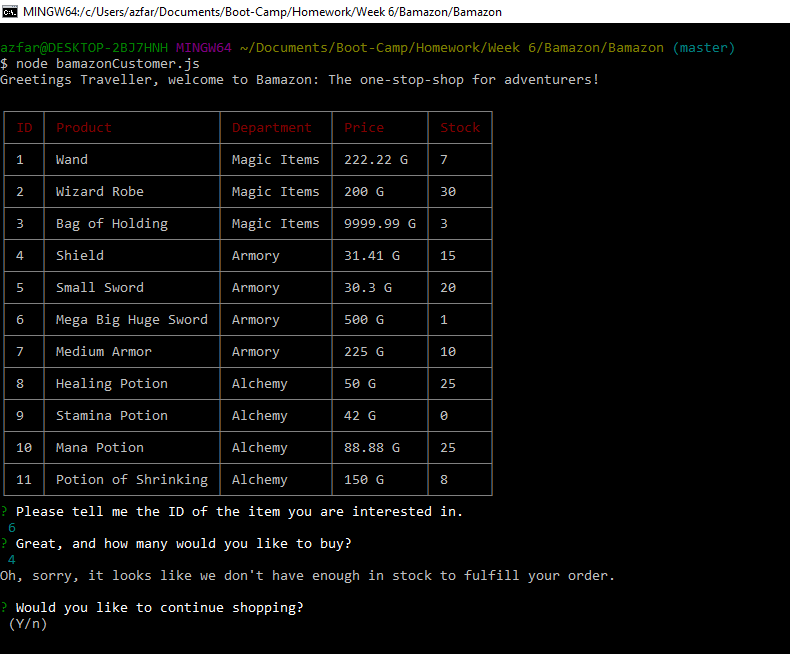 MINGW64:/c/Users/azfar/Documents/Boot-Camp/Homework/Week 6/Bamazon/Bamazon
azfar@DESKTOP-2BJ7HNH MINGW64 ~/Documents/Boot-Camp/Homework/Week 6/Bamazon/Bamazon (master)
$ node bamazonCustomer.js
Greetings Traveller, welcome to Bamazon: The one-stop-shop for adventurers!
ID Product Department Price Stock
1 Wand Magic Items 222.22 G 7
2 Wizard Robe Magic Items 200 G 30
3 Bag of Holding Magic Items 9999.99 G 3
4 Shield Armory 31.41 G 15
5 Small Sword Armory 30.3 G 20
6 Mega Big Huge Sword Armory 500 G 1
7 Medium Armor Armory 225 G 10
8 Healing Potion Alchemy 50 G 25
9 Stamina Potion Alchemy 42 G 0
10 Mana Potion Alchemy 88.88 G 25
11 Potion of Shrinking Alchemy 150 G 8
? Please tell me the ID of the item you are interested in.
6
? Great, and how many would you like to buy?
4
Oh, sorry, it looks like we don't have enough in stock to fulfill your order.
? Would you like to continue shopping?
(Y/n)